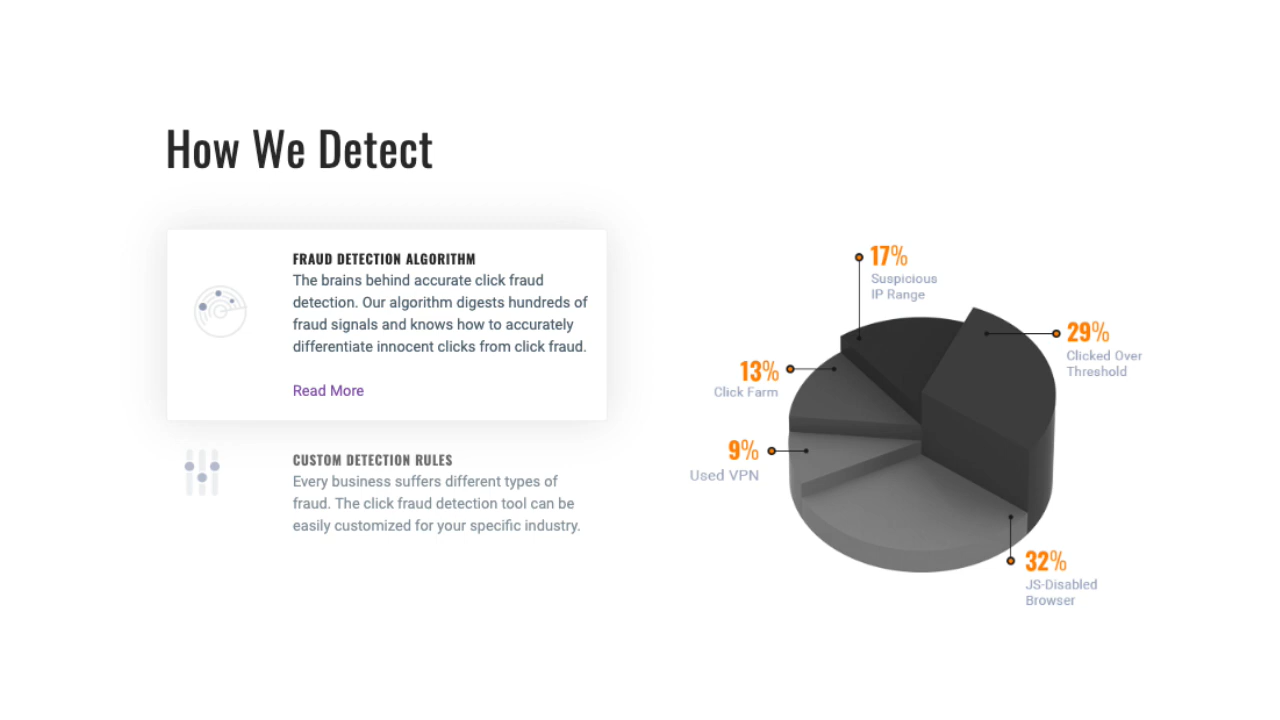 How We Detect
FRAUD DETECTION ALGORITHM
The brains behind accurate click fraud
detection. Our algorithm digests hundreds of
fraud signals and knows how to accurately
differentiate innocent clicks from click fraud.
Read More
CUSTOM DETECTION RULES
Every business suffers different types of
fraud. The click fraud detection tool can be
easily customized for your specific industry.
17%
Suspicious
IP Range
29%
Clicked Over
Threshold
13%
Click Farm
9%
Used VPN
32%
JS-Disabled
Browser